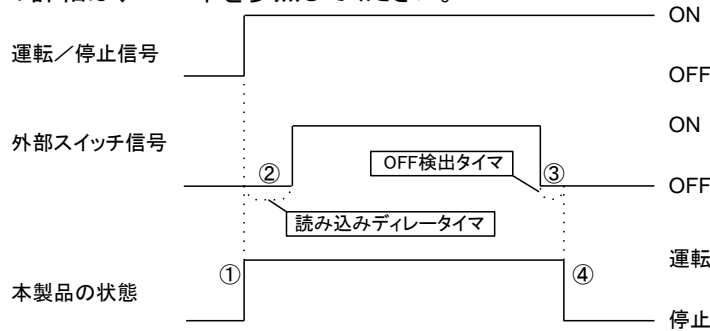 ON
運転／停止信号
OFF
ON
外部スイッチ信号
②
OFF検出タイマ
③
OFF
読み込みディレータイマ
運転
①
④
本製品の状態
停止